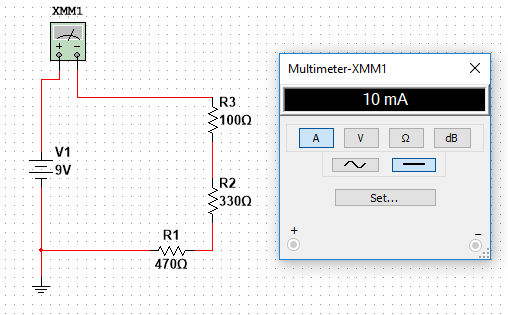 XMM1
Multimeter-XMM1
10 mA
A V Ω dB
Set...
+ −
+ −
R3
100Ω
V1
9V
R2
330Ω
R1
470Ω